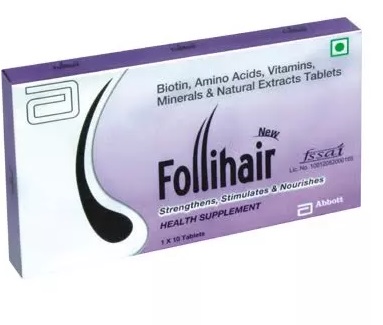 Biotin, Amino Acids, Vitamins,
Minerals & Natural Extracts Tablets
New
Follihair
fssai
Strengthens, Stimulates & Nourishes
HEALTH SUPPLEMENT
1 X 10 Tablets
Abbott